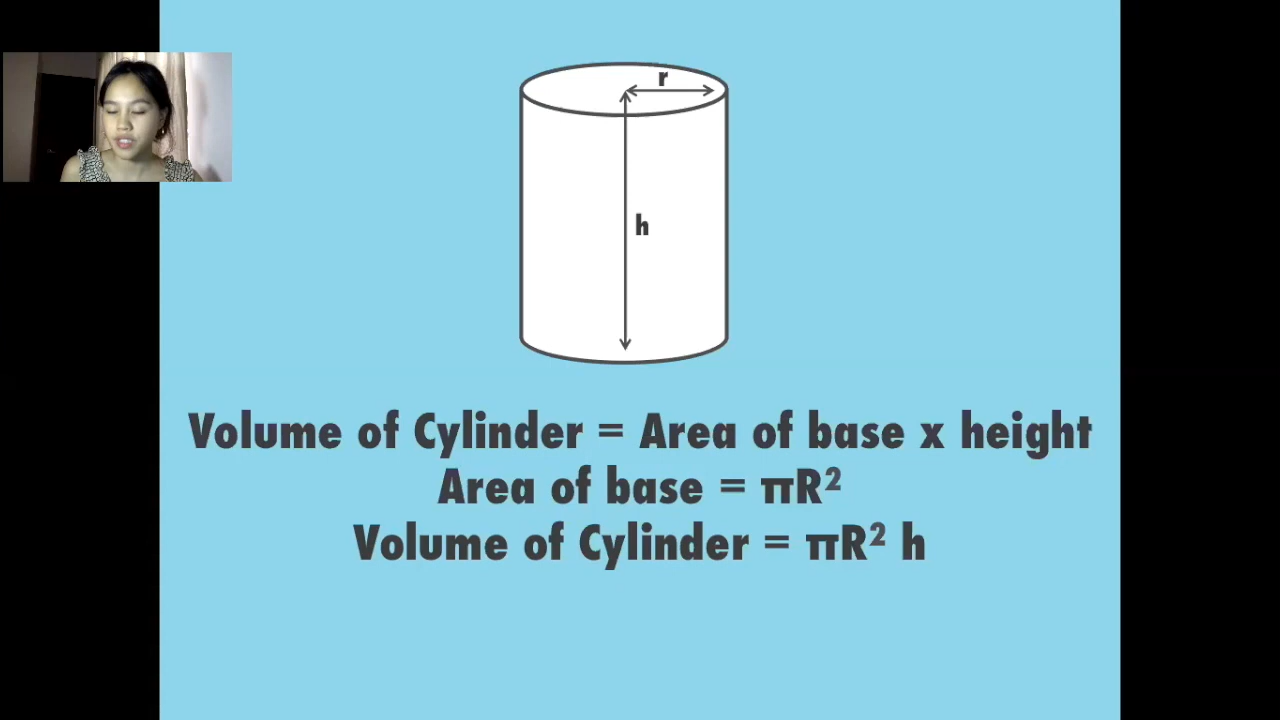 r
h
Volume of Cylinder = Area of base x height
Area of base = πR²
Volume of Cylinder = πR² h